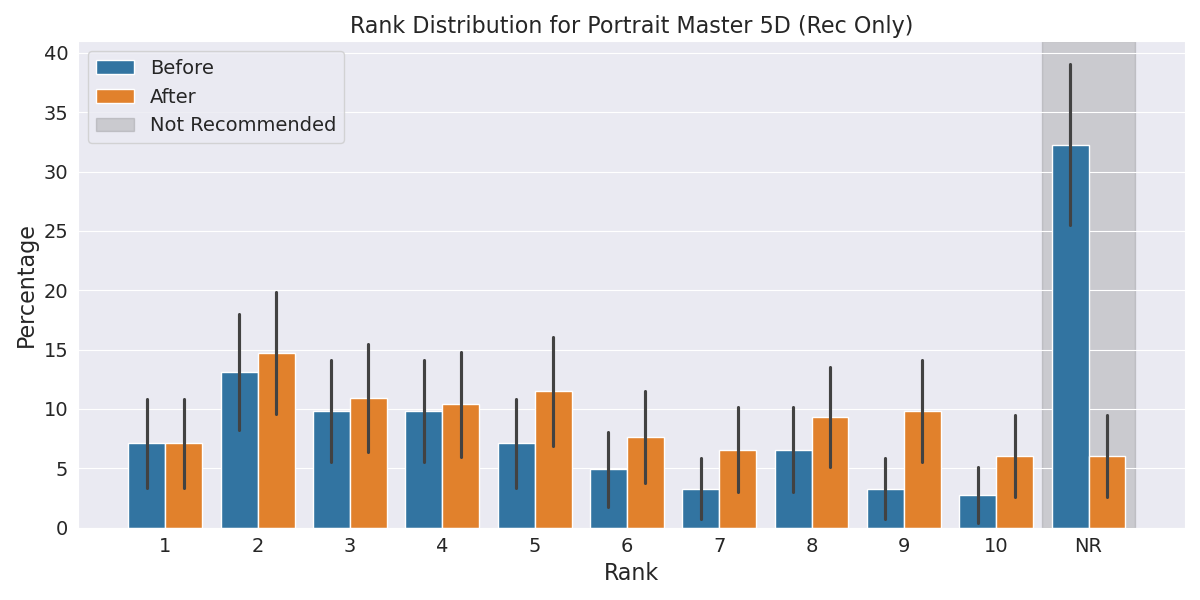 Rank Distribution for Portrait Master 5D (Rec Only)
Before
After
Not Recommended
Percentage
40
35
30
25
20
15
10
5
0
1 2 3 4 5 6 7 8 9 10 NR
Rank